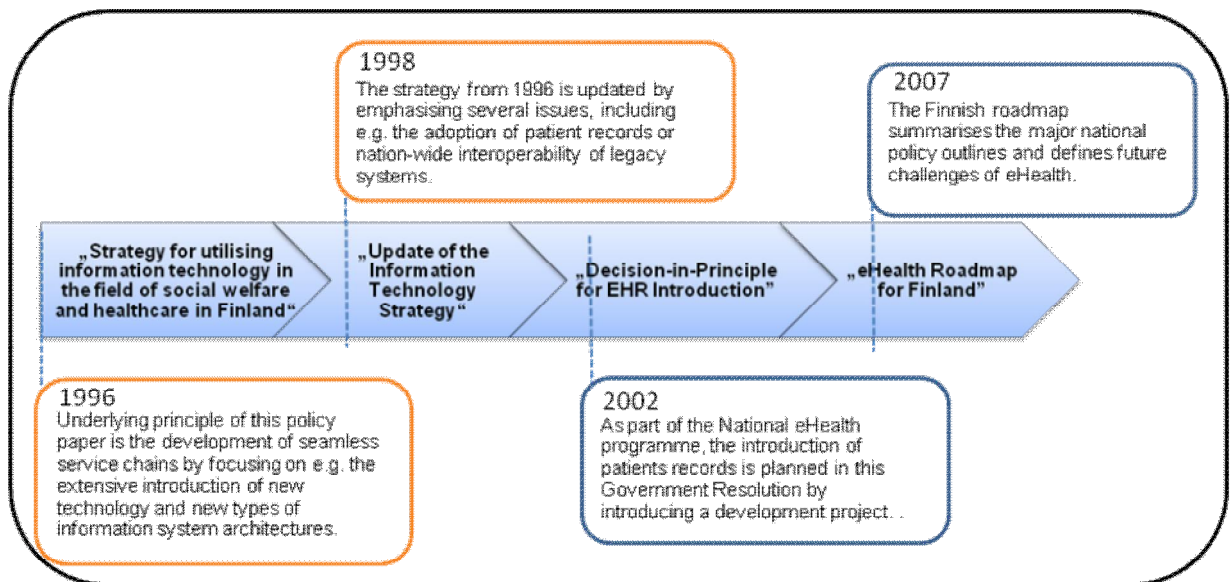 1998
The strategy from 1996 is updated by
emphasising several issues, including
e.g. the adoption of patient records or
nation-wide interoperability of legacy
systems.
2007
The Finnish roadmap
summarises the major national
policy outlines and defines future
challenges of eHealth.
„Strategy for utilising
information technology in
the field of social welfare
and healthcare in Finland“
„Update of the
Information
Technology
Strategy“
„Decision-in-Principle
for EHR Introduction”
„eHealth Roadmap
for Finland”
1996
Underlying principle of this policy
paper is the development of seamless
service chains by focusing on e.g. the
extensive introduction of new
technology and new types of
information system architectures.
2002
As part of the National eHealth
programme, the introduction of
patients records is planned in this
Government Resolution by
introducing a development project. .